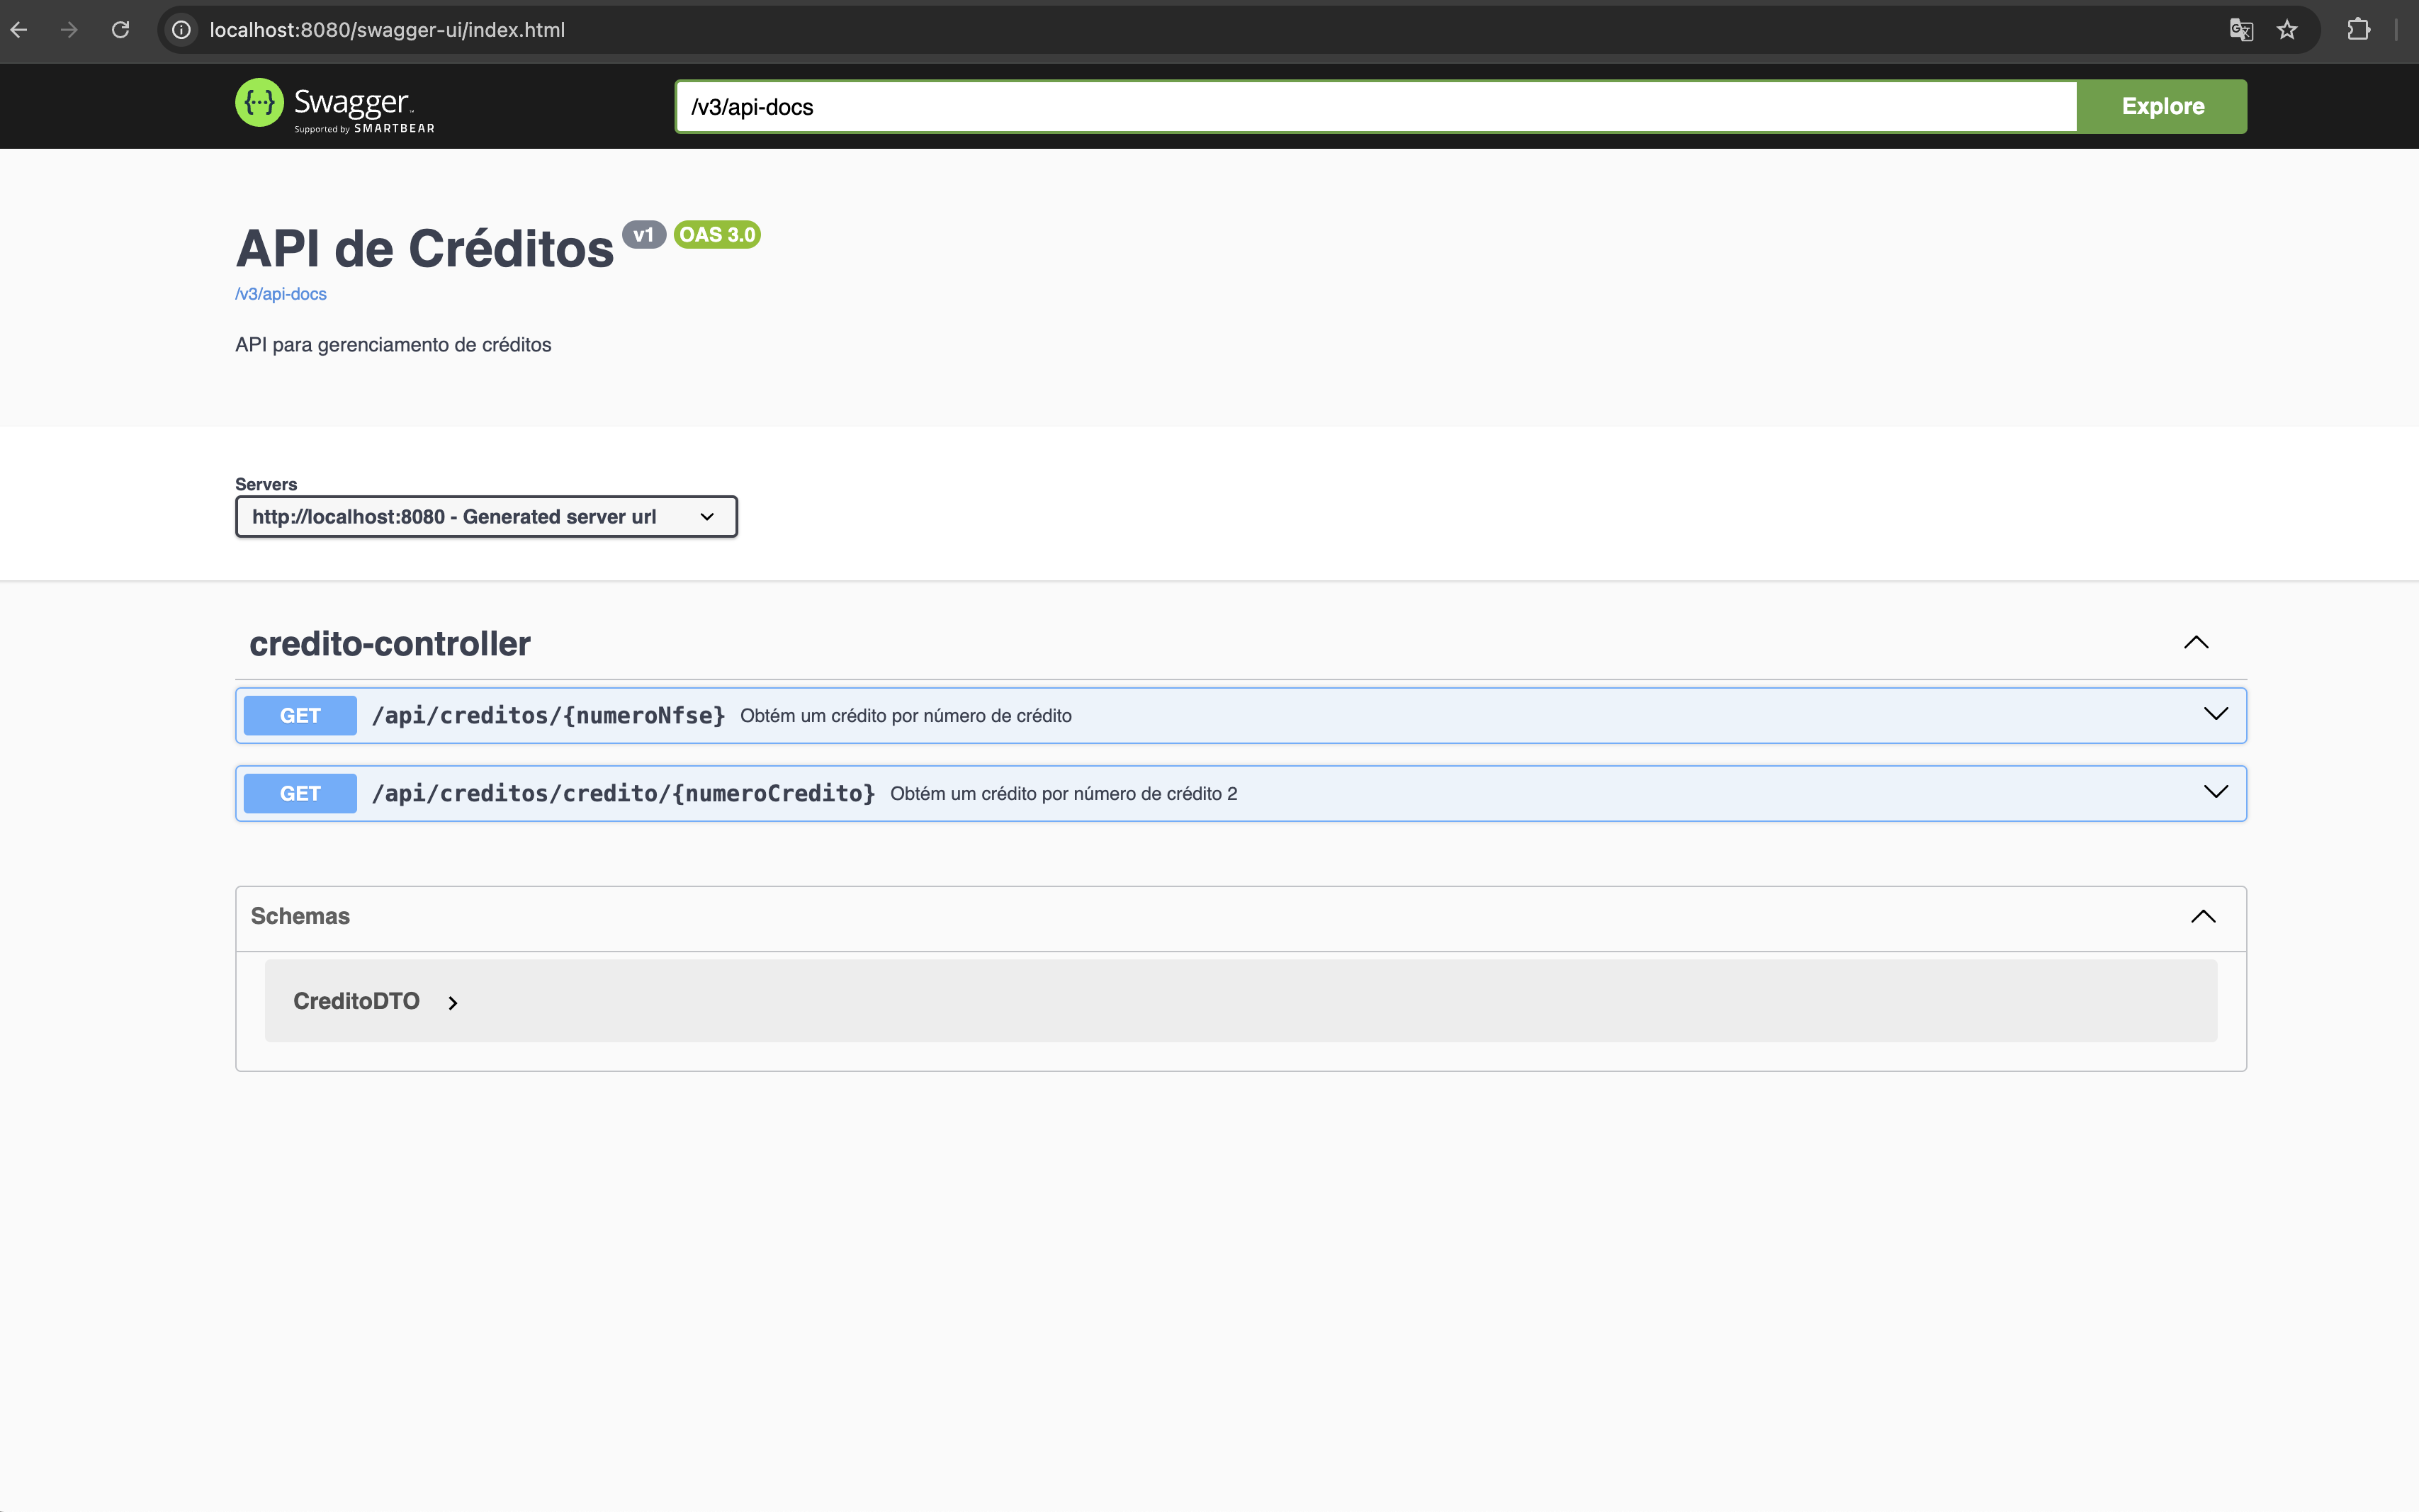 localhost:8080/swagger-ui/index.html
{...} Swagger™
Supported by SMARTBEAR
/v3/api-docs
Explore
API de Créditos v1 OAS 3.0
/v3/api-docs
API para gerenciamento de créditos
Servers
http://localhost:8080 - Generated server url
credito-controller
GET /api/creditos/{numeroNfse} Obtém um crédito por número de crédito
GET /api/creditos/credito/{numeroCredito} Obtém um crédito por número de crédito 2
Schemas
CreditoDTO